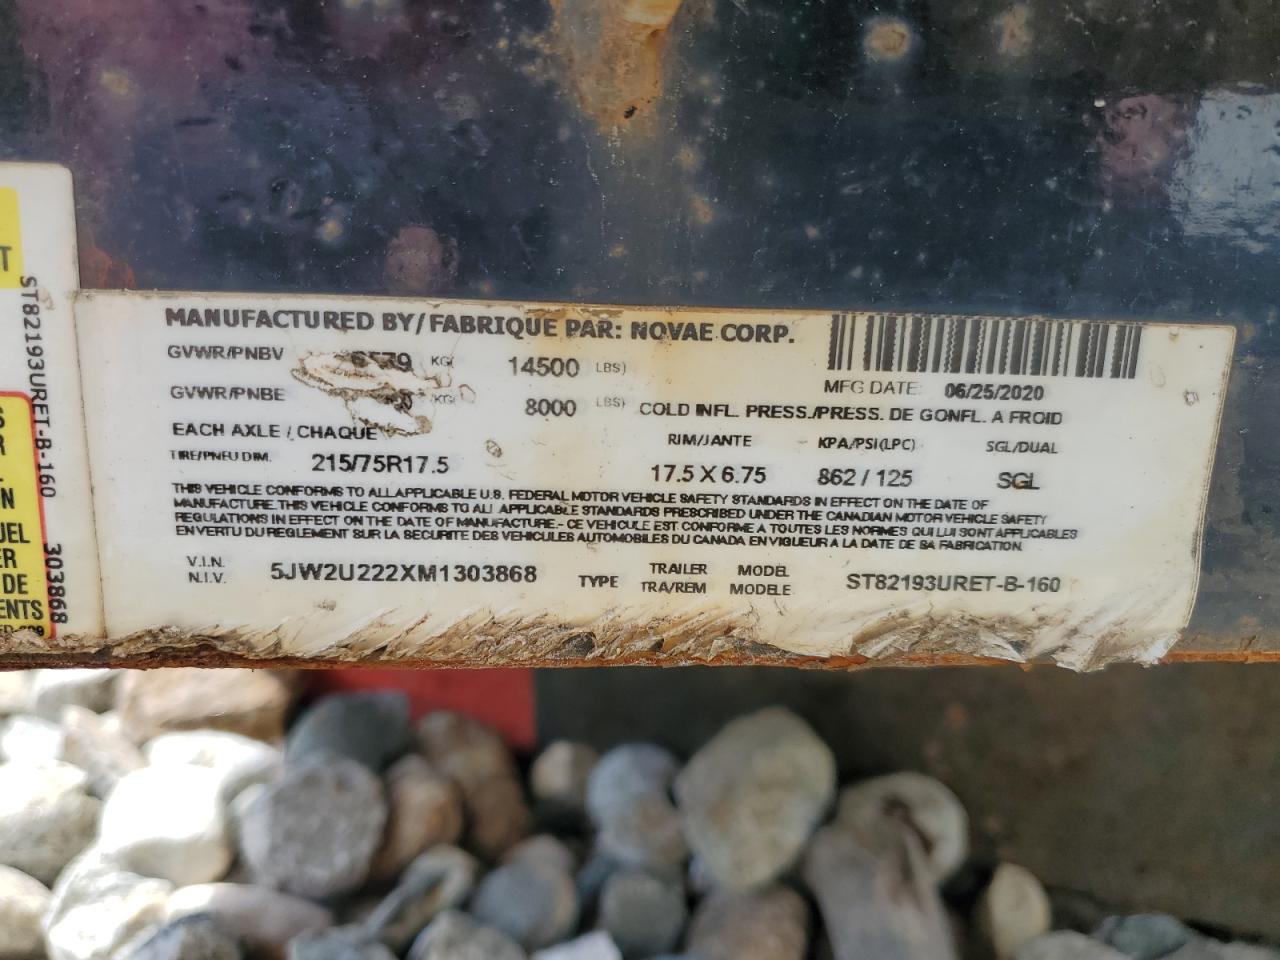 MANUFACTURED BY/FABRIQUE PAR: NOVAE CORP.
GVWR/PNBV KG( 14500 LBS)
MFG DATE: 06/25/2020
GVWR/PNBE KG( 8000 LBS) COLD INFL. PRESS./PRESS. DE GONFL. A FROID
EACH AXLE / CHAQUE RIM/JANTE KPA/PSI(LPC) SGL/DUAL
TIRE/PNEU DIM. 215/75R17.5 17.5 X 6.75 862 / 125 SGL
THIS VEHICLE CONFORMS TO ALL APPLICABLE U.S. FEDERAL MOTOR VEHICLE SAFETY STANDARDS IN EFFECT ON THE DATE OF
MANUFACTURE. THIS VEHICLE CONFORMS TO ALL APPLICABLE STANDARDS PRESCRIBED UNDER THE CANADIAN MOTOR VEHICLE SAFETY
REGULATIONS IN EFFECT ON THE DATE OF MANUFACTURE.- CE VEHICULE EST CONFORME A TOUTES LES NORMES QUI LUI SONT APPLICABLES
EN VERTU DU REGLEMENT SUR LA SECURITE DES VEHICULES AUTOMOBILES DU CANADA EN VIGUEUR A LA DATE DE SA FABRICATION.
V.I.N. 5JW2U222XM1303868 TYPE TRAILER MODEL ST82193URET-B-160
N.I.V. TRA/REM MODELE
ST82193URET-B-160 303868
T
S
R
N
UEL
ER
DE
ENTS